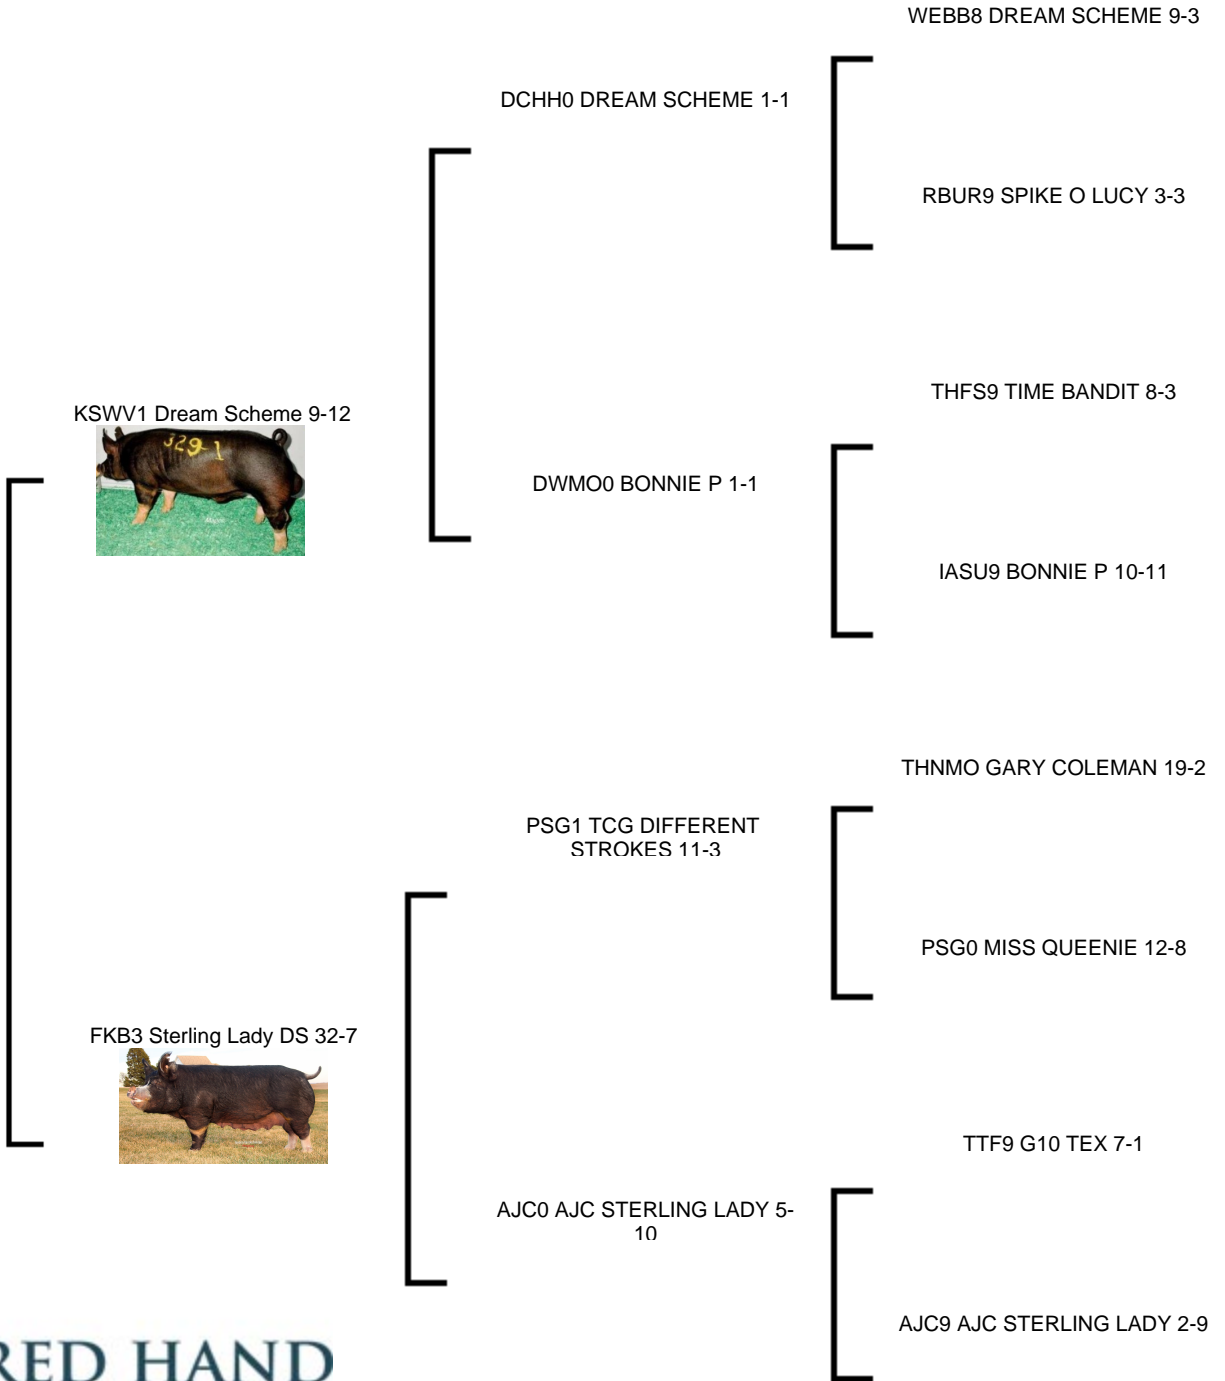 WEBB8 DREAM SCHEME 9-3
DCHH0 DREAM SCHEME 1-1
RBUR9 SPIKE O LUCY 3-3
THFS9 TIME BANDIT 8-3
KSWV1 Dream Scheme 9-12
329-1
DWMO0 BONNIE P 1-1
IASU9 BONNIE P 10-11
THNMO GARY COLEMAN 19-2
PSG1 TCG DIFFERENT
STROKES 11-3
PSG0 MISS QUEENIE 12-8
FKB3 Sterling Lady DS 32-7
TTF9 G10 TEX 7-1
AJC0 AJC STERLING LADY 5-
10
AJC9 AJC STERLING LADY 2-9
RED HAND